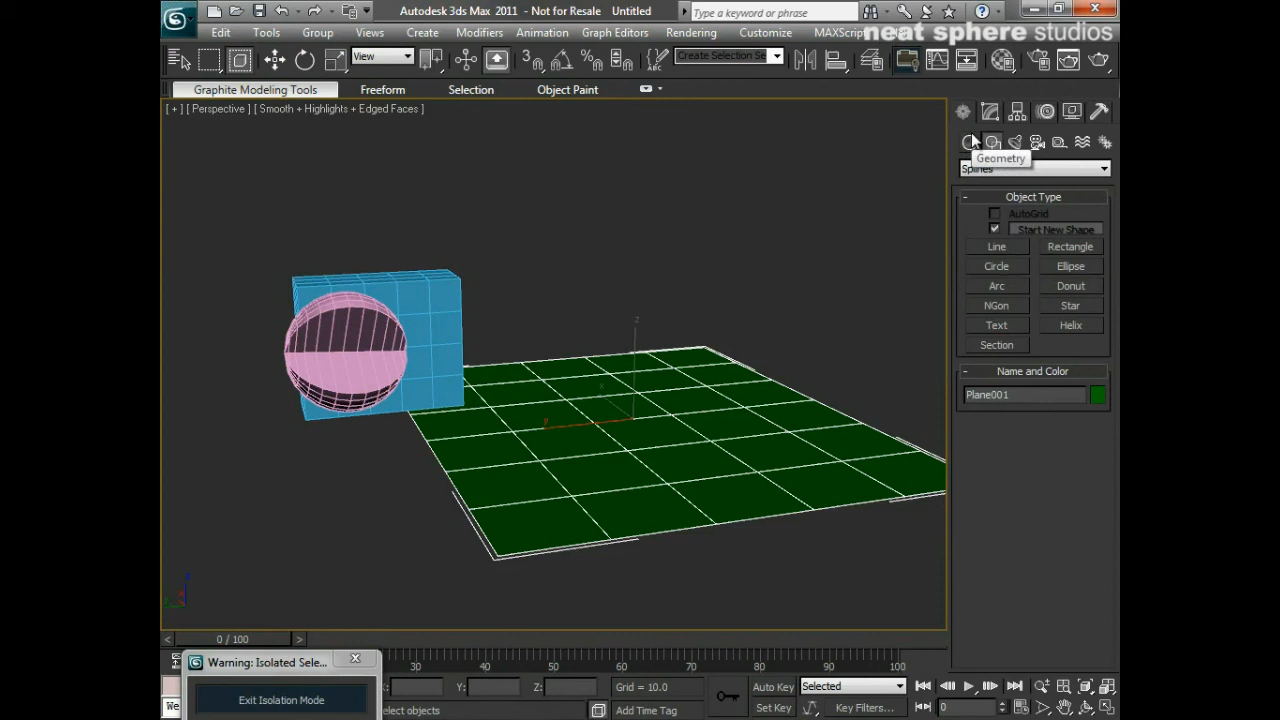 Autodesk 3ds Max 2011 - Not for Resale Untitled
Type a keyword or phrase
Edit Tools Group Views Create Modifiers Animation Graph Editors Rendering Customize MAXScript
neat sphere studios
View
Create Selection Se
Graphite Modeling Tools Freeform Selection Object Paint
[ + ] [ Perspective ] [ Smooth + Highlights + Edged Faces ]
Geometry
Splines
Object Type
AutoGrid
Start New Shape
Line Rectangle
Circle Ellipse
Arc Donut
NGon Star
Text Helix
Section
Name and Color
Plane001
z
x
y
< 0 / 100 >
Warning: Isolated Sele...
30 40 50 60 70 80 90 100
Exit Isolation Mode
X: Y: Z: Grid = 10.0
Auto Key Selected
We
elect objects
Add Time Tag
Set Key Key Filters... 0